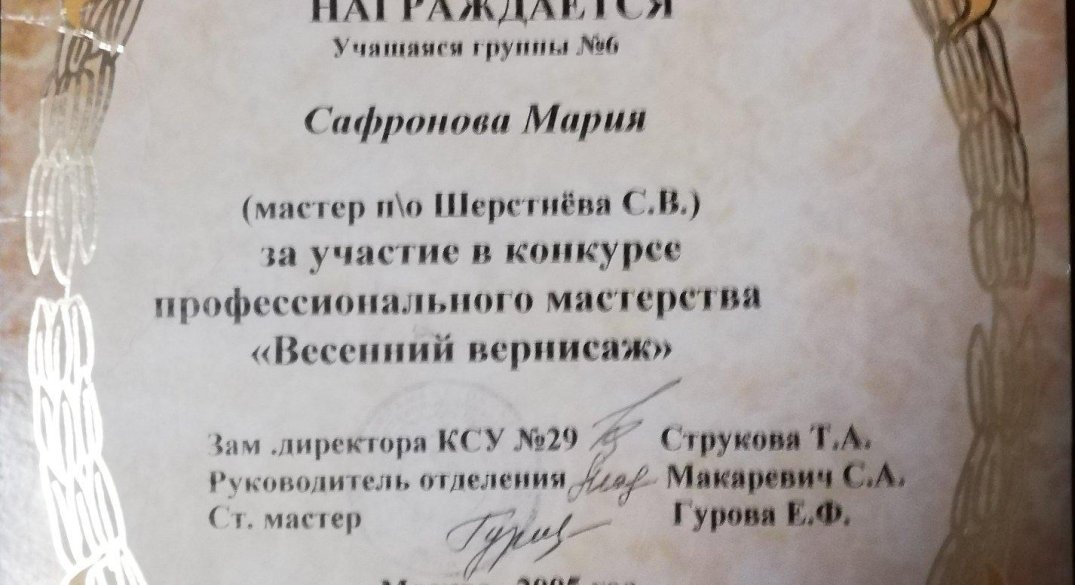 НАГРАЖДАЕТСЯ
Учащаяся группы №6
Сафронова Мария
(мастер п\о Шерстнёва С.В.)
за участие в конкурсе
профессионального мастерства
«Весенний вернисаж»
Зам .директора КСУ №29 Струкова Т.А.
Руководитель отделения Макаревич С.А.
Ст. мастер Гурова Е.Ф.